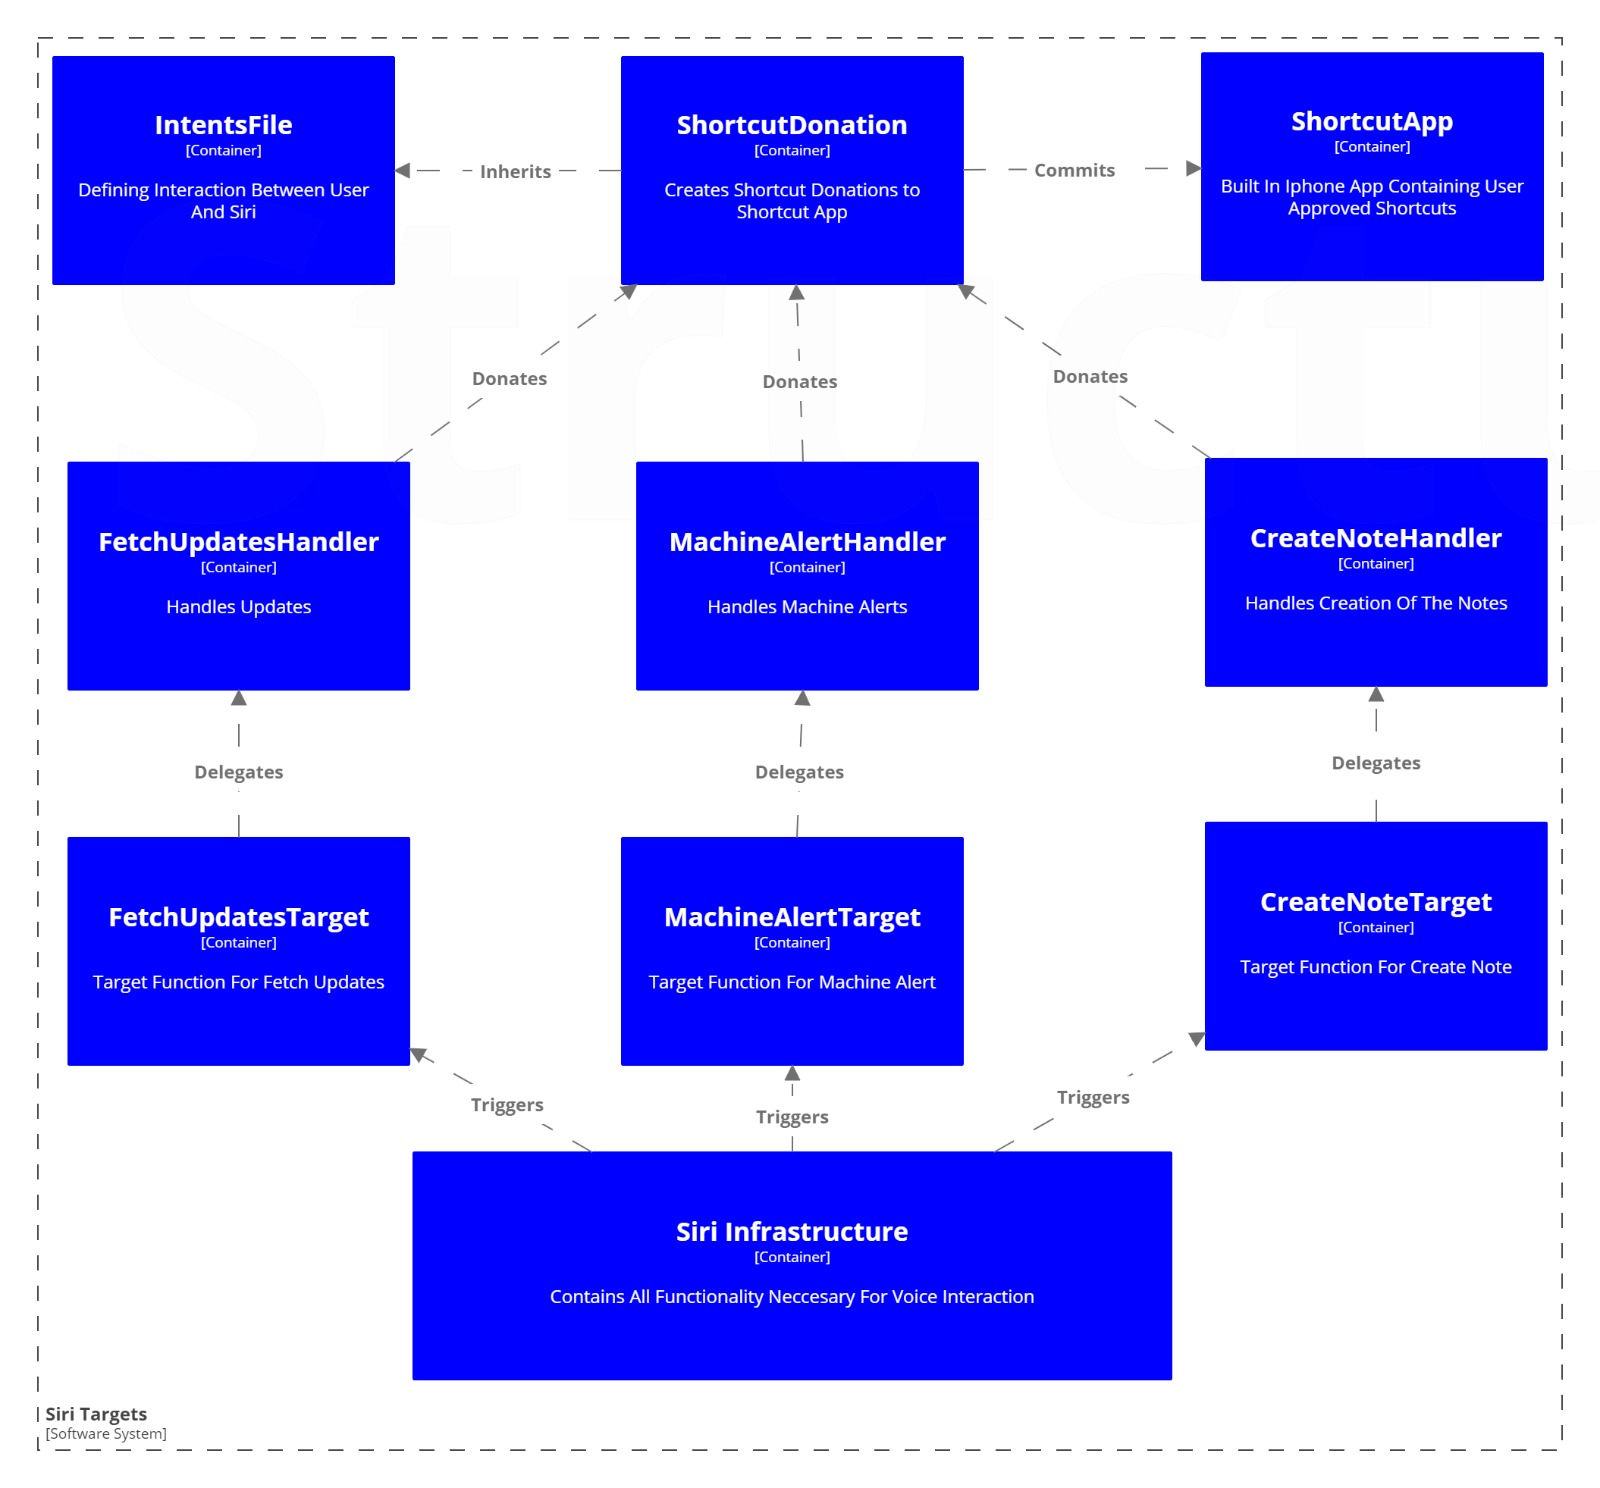 IntentsFile
[Container]
Defining Interaction Between User
And Siri
Inherits
ShortcutDonation
[Container]
Creates Shortcut Donations to
Shortcut App
Commits
ShortcutApp
[Container]
Built In Iphone App Containing User
Approved Shortcuts
Donates
Donates
Donates
FetchUpdatesHandler
[Container]
Handles Updates
MachineAlertHandler
[Container]
Handles Machine Alerts
CreateNoteHandler
[Container]
Handles Creation Of The Notes
Delegates
Delegates
Delegates
FetchUpdatesTarget
[Container]
Target Function For Fetch Updates
MachineAlertTarget
[Container]
Target Function For Machine Alert
CreateNoteTarget
[Container]
Target Function For Create Note
Triggers
Triggers
Triggers
Siri Infrastructure
[Container]
Contains All Functionality Neccesary For Voice Interaction
Siri Targets
[Software System]